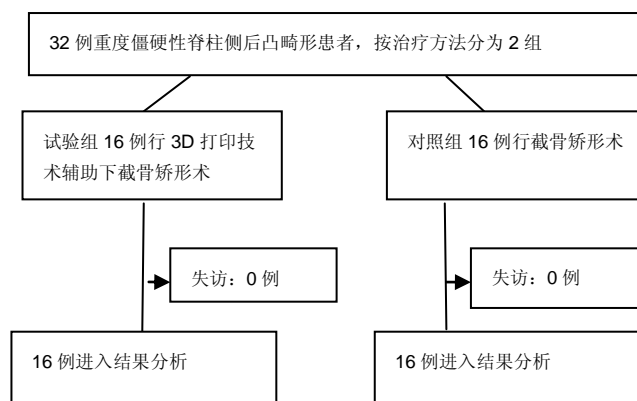 32 例重度僵硬性脊柱侧后凸畸形患者，按治疗方法分为 2 组
试验组 16 例行 3D 打印技
术辅助下截骨矫形术
对照组 16 例行截骨矫形术
失访：0 例
失访：0 例
16 例进入结果分析
16 例进入结果分析